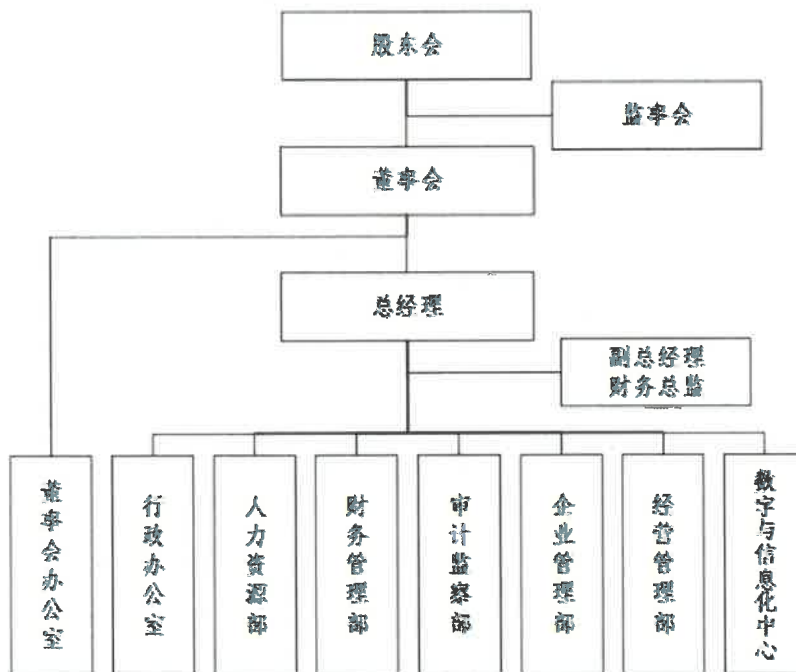 股东会
监事会
董事会
总经理
副总经理
财务总监
董事会办公室
行政办公室
人力资源部
财务管理部
审计监察部
企业管理部
经营管理部
数字与信息化中心